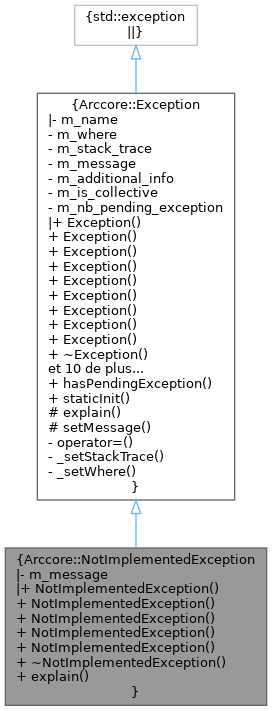 {std::exception
||}
{Arccore::Exception
|- m_name
- m_where
- m_stack_trace
- m_message
- m_additional_info
- m_is_collective
- m_nb_pending_exception
|+ Exception()
+ Exception()
+ Exception()
+ Exception()
+ Exception()
+ Exception()
+ Exception()
+ Exception()
+ Exception()
+ ~Exception()
et 10 de plus...
+ hasPendingException()
+ staticInit()
# explain()
# setMessage()
- operator=()
- _setStackTrace()
- _setWhere()
}
{Arccore::NotImplementedException
|- m_message
|+ NotImplementedException()
+ NotImplementedException()
+ NotImplementedException()
+ NotImplementedException()
+ NotImplementedException()
+ ~NotImplementedException()
+ explain()
}